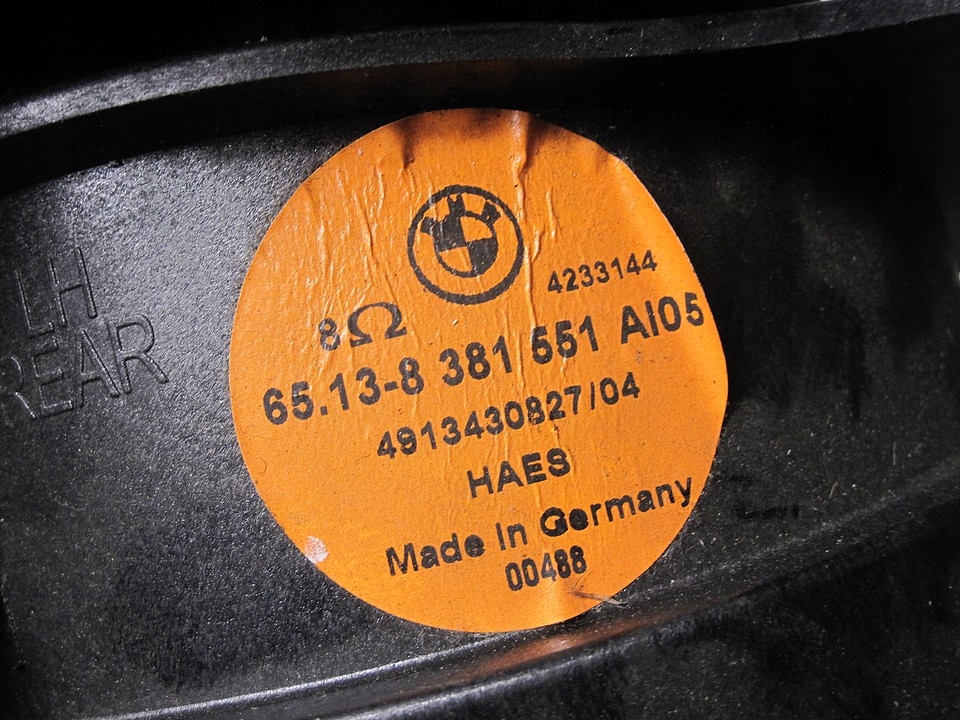 LH
REAR
4233144
8Ω
65.13-8 381 551 AI05
4913430827/04
HAES
Made In Germany
00488